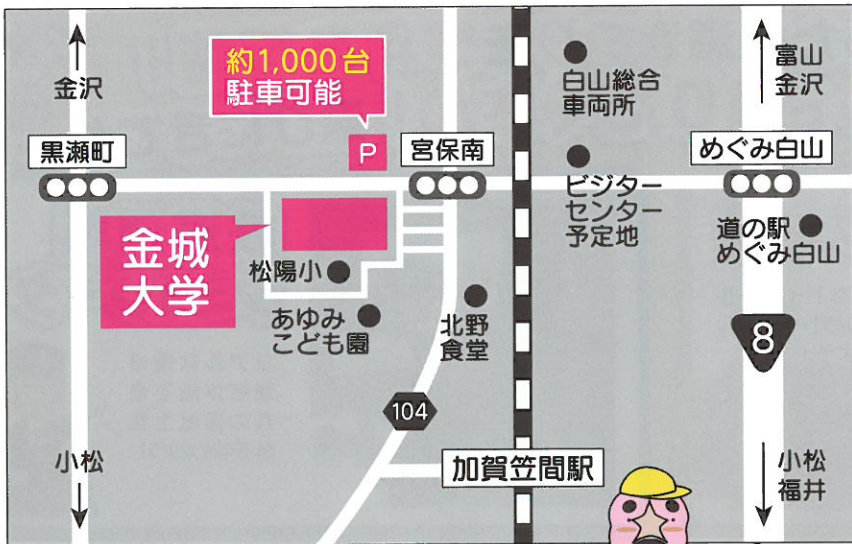 金沢
約1,000台
駐車可能
白山総合
車両所
富山
金沢
黒瀬町
P
宮保南
めぐみ白山
ビジター
センター
予定地
道の駅
めぐみ白山
金城
大学
松陽小
あゆみ
こども園
北野
食堂
8
104
小松
加賀笠間駅
小松
福井